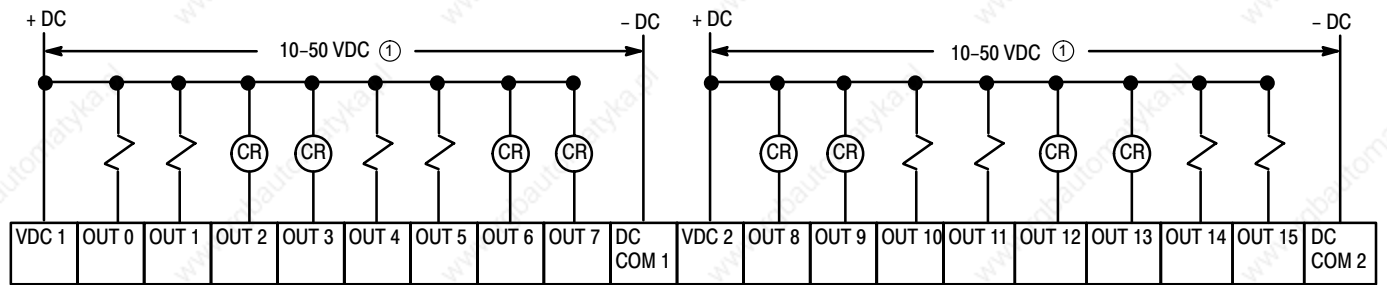 + DC
– DC
+ DC
– DC
10–50 VDC ①
10–50 VDC ①
CR
CR
CR
CR
CR
CR
CR
CR
VDC 1
OUT 0
OUT 1
OUT 2
OUT 3
OUT 4
OUT 5
OUT 6
OUT 7
DC
COM 1
VDC 2
OUT 8
OUT 9
OUT 10
OUT 11
OUT 12
OUT 13
OUT 14
OUT 15
DC
COM 2